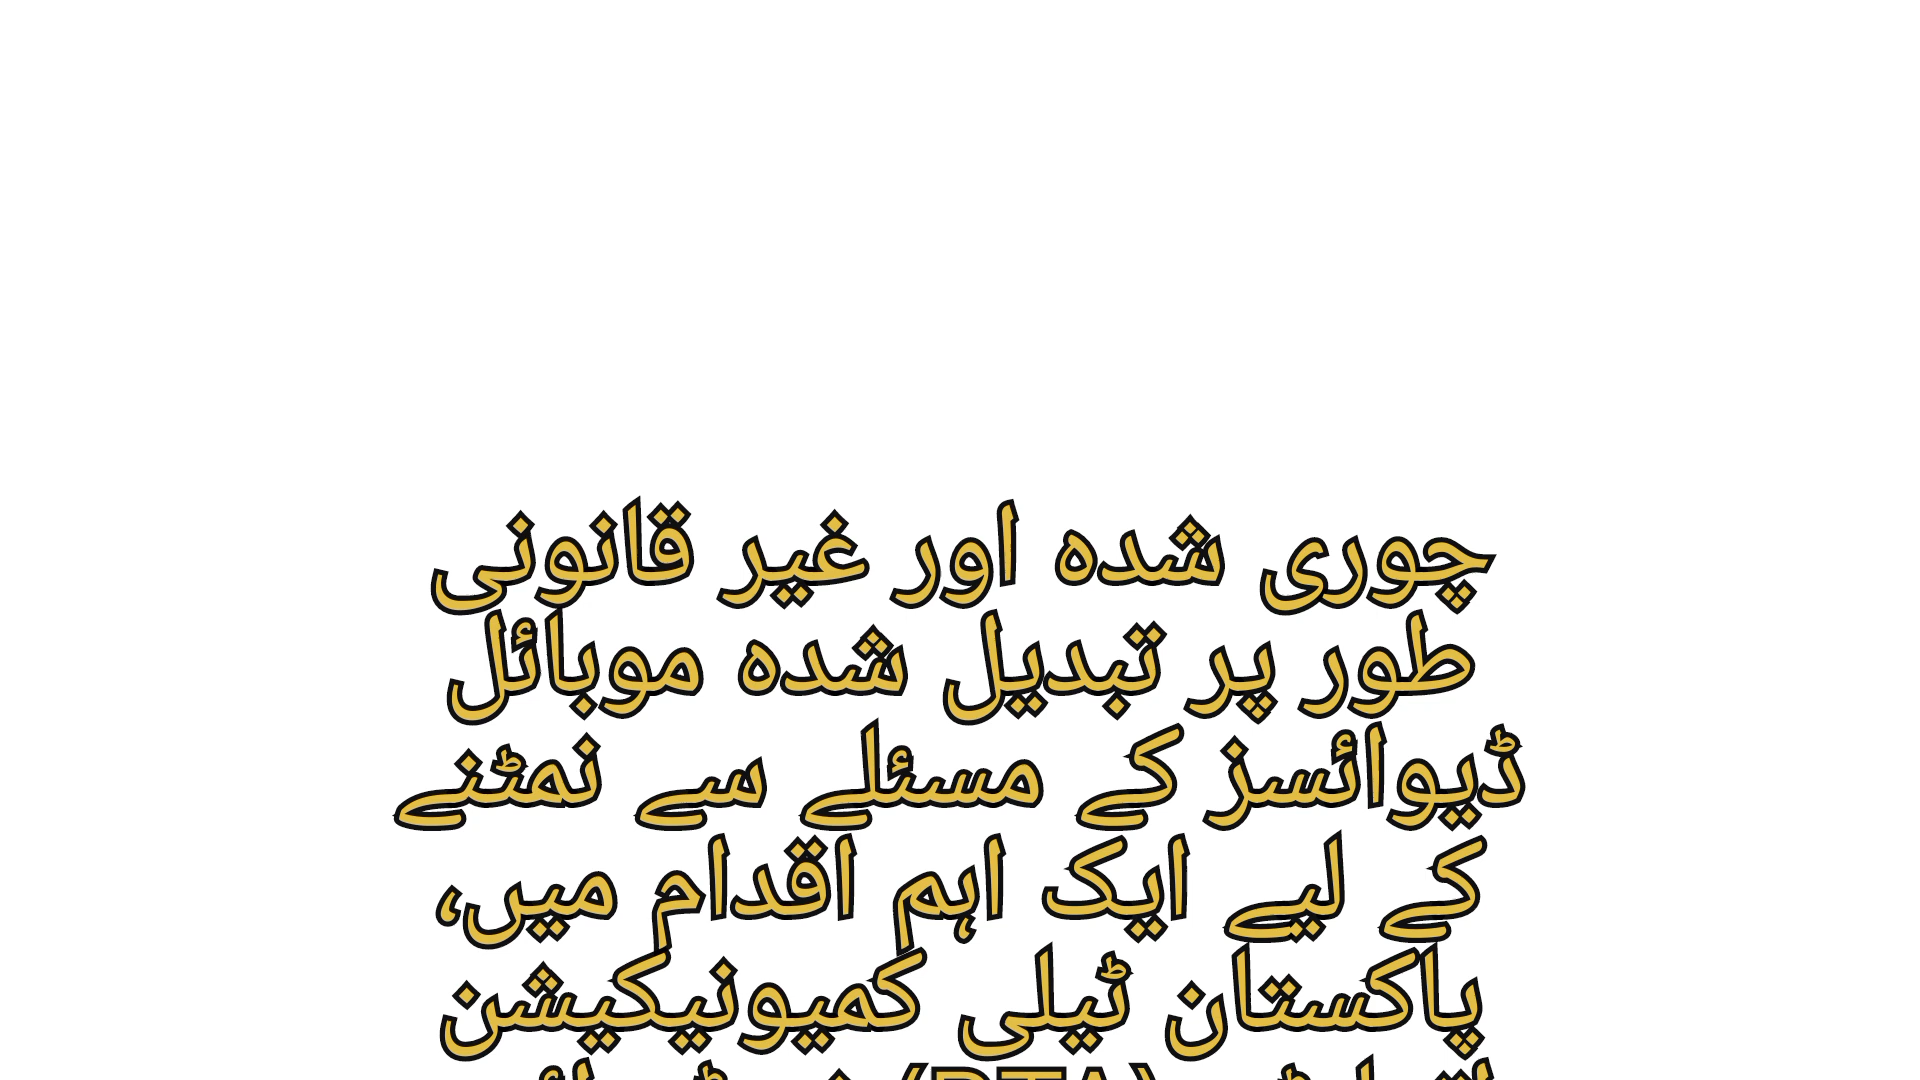 چوری شدہ اور غیر قانونی
طور پر تبدیل شدہ موبائل
ڈیوائسز کے مسئلے سے نمٹنے
کے لیے ایک اہم اقدام میں،
پاکستان ٹیلی کمیونیکیشن
(PTA)